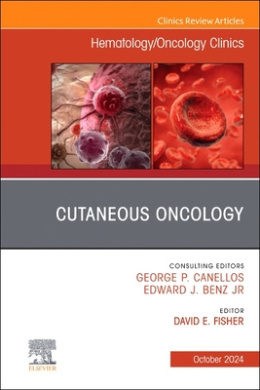 Clinics Review Articles
Hematology/Oncology Clinics
CUTANEOUS ONCOLOGY
CONSULTING EDITORS
GEORGE P. CANELLOS
EDWARD J. BENZ JR
EDITOR
DAVID E. FISHER
ELSEVIER
October 2024